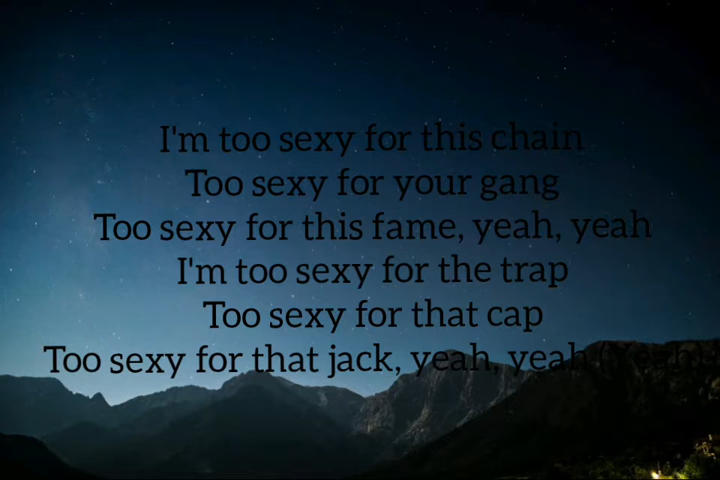 I'm too sexy for this chain
Too sexy for your gang
Too sexy for this fame, yeah, yeah
I'm too sexy for the trap
Too sexy for that cap
Too sexy for that jack, yeah, yeah (Yeah)